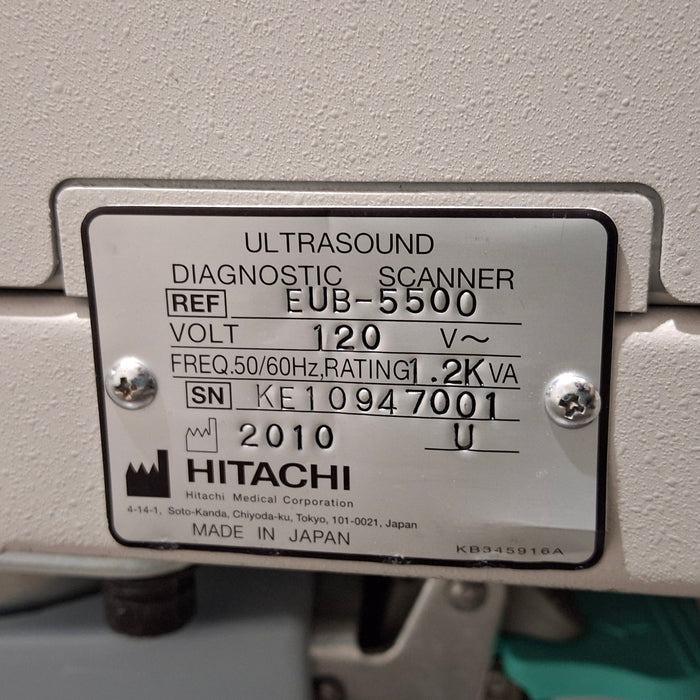 ULTRASOUND
DIAGNOSTIC SCANNER
REF EUB-5500
VOLT 120 V~
FREQ.50/60Hz,RATING 1.2K VA
SN KE10947001
2010 U
HITACHI
Hitachi Medical Corporation
4-14-1, Soto-Kanda, Chiyoda-ku, Tokyo, 101-0021, Japan
MADE IN JAPAN
KB345916A